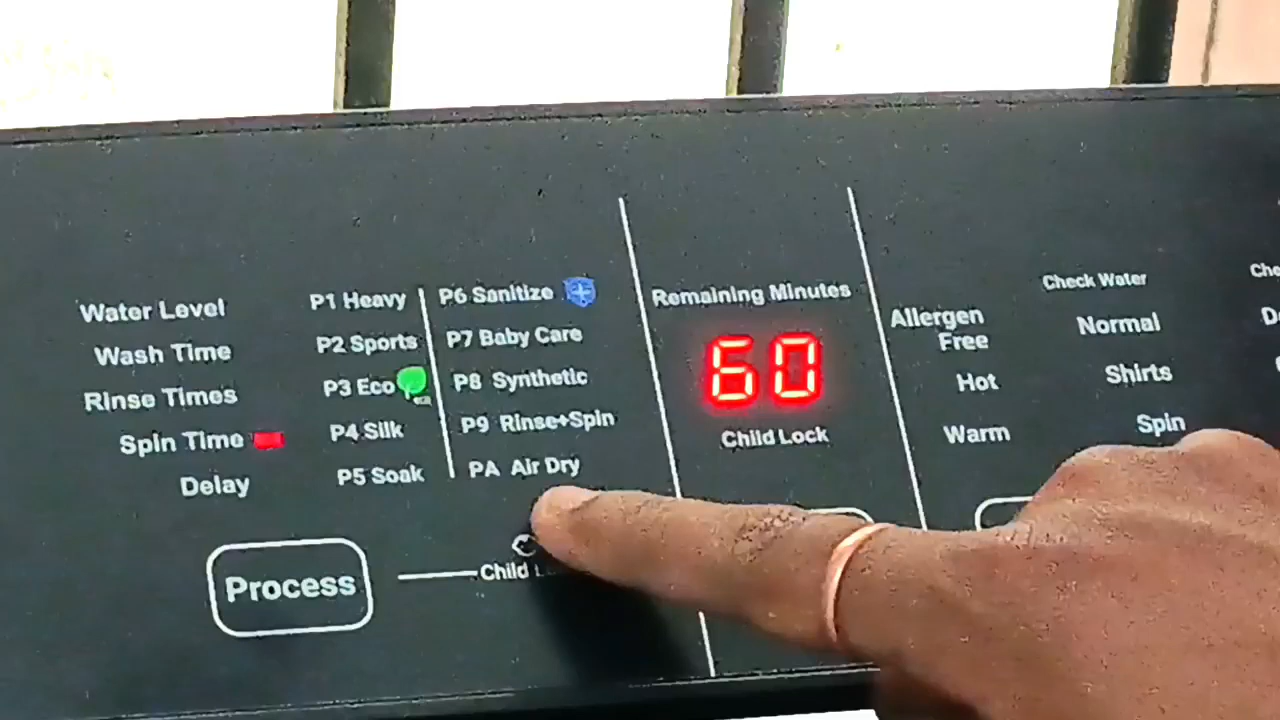 Water Level
Wash Time
Rinse Times
Spin Time
Delay
P1 Heavy
P2 Sports
P3 Eco
P4 Silk
P5 Soak
P6 Sanitize
P7 Baby Care
P8 Synthetic
P9 Rinse+Spin
PA Air Dry
Process
Child
Remaining Minutes
60
Child Lock
Allergen
Free
Hot
Warm
Check Water
Normal
Shirts
Spin